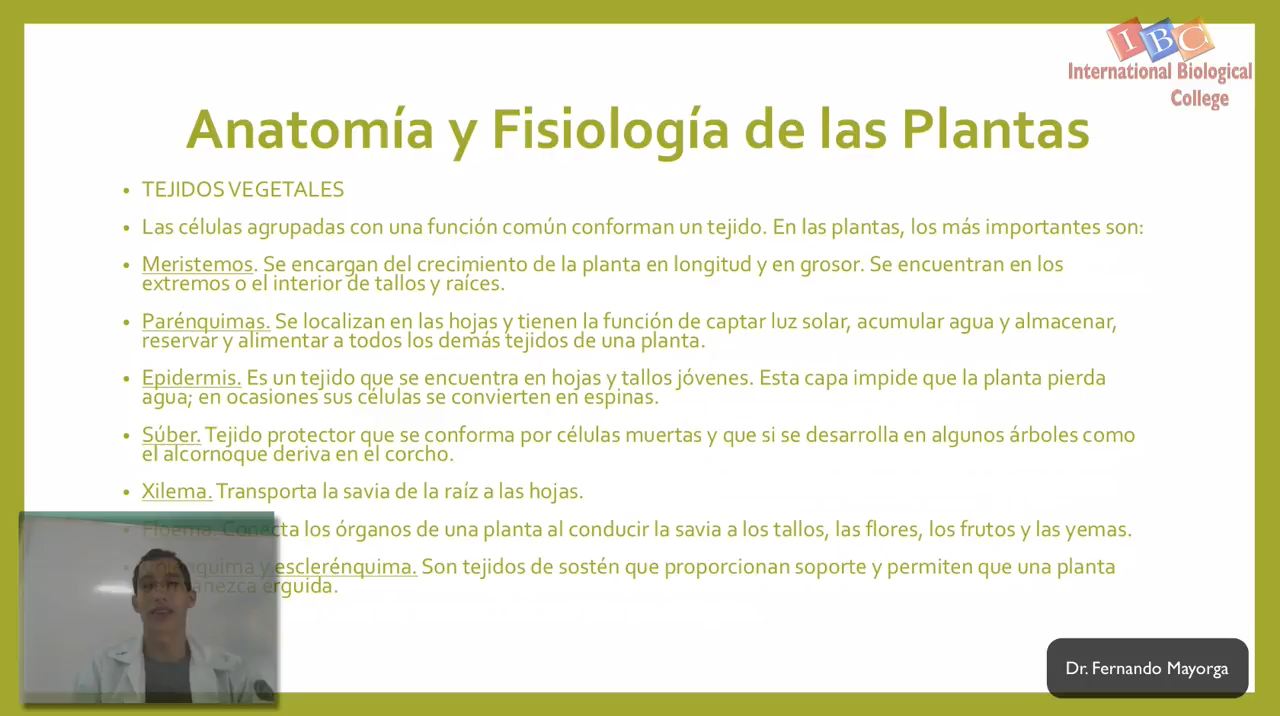 IBC
International Biological
College
Anatomía y Fisiología de las Plantas
• TEJIDOS VEGETALES
• Las células agrupadas con una función común conforman un tejido. En las plantas, los más importantes son:
• Meristemos. Se encargan del crecimiento de la planta en longitud y en grosor. Se encuentran en los
extremos o el interior de tallos y raíces.
• Parénquimas. Se localizan en las hojas y tienen la función de captar luz solar, acumular agua y almacenar,
reservar y alimentar a todos los demás tejidos de una planta.
• Epidermis. Es un tejido que se encuentra en hojas y tallos jóvenes. Esta capa impide que la planta pierda
agua; en ocasiones sus células se convierten en espinas.
• Súber. Tejido protector que se conforma por células muertas y que si se desarrolla en algunos árboles como
el alcornoque deriva en el corcho.
• Xilema. Transporta la savia de la raíz a las hojas.
• Floema. Conecta los órganos de una planta al conducir la savia a los tallos, las flores, los frutos y las yemas.
y esclerénquima. Son tejidos de sostén que proporcionan soporte y permiten que una planta
erguida.
Dr. Fernando Mayorga